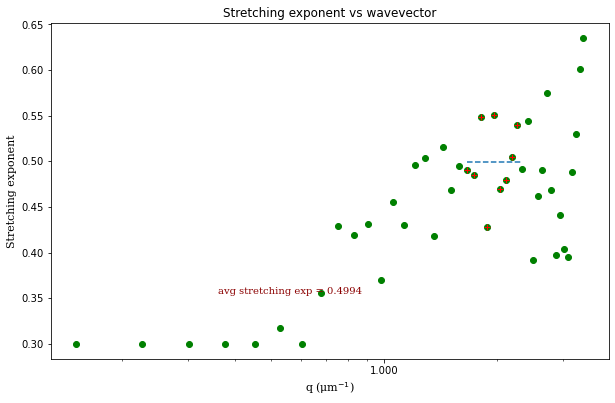 Stretching exponent vs wavevector
0.65
0.60
0.55
0.50
0.45
0.40
0.35
0.30
Stretching exponent
avg stretching exp = 0.4994
1.000
q (μm⁻¹)